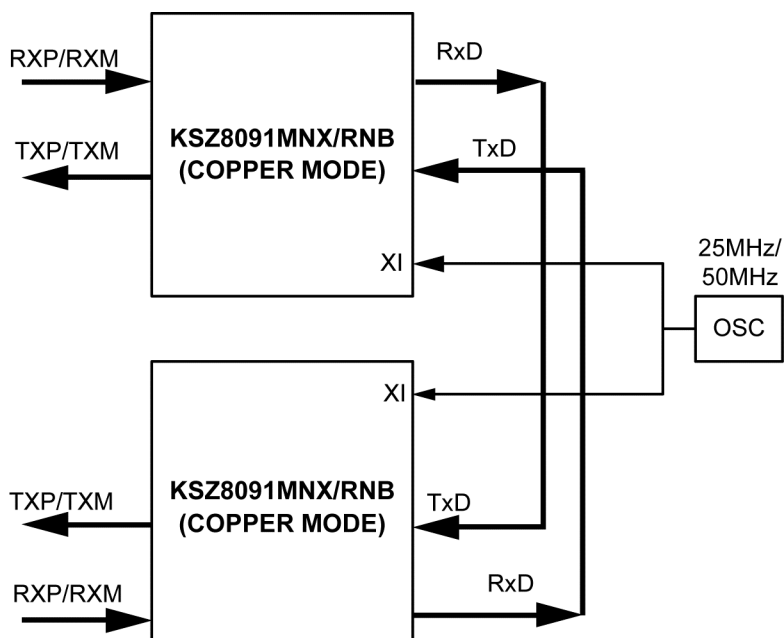 RXP/RXM
RxD
KSZ8091MNX/RNB
(COPPER MODE)
TXP/TXM
TxD
XI
25MHz/
50MHz
OSC
XI
KSZ8091MNX/RNB
(COPPER MODE)
TXP/TXM
TxD
RXP/RXM
RxD